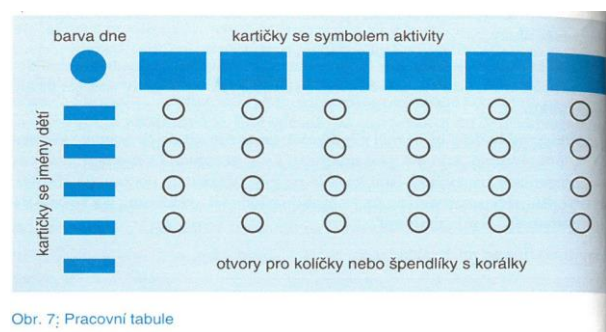 barva dne
kartičky se symbolem aktivity
kartičky se jmény dětí
otvory pro kolíčky nebo špendlíky s korálky
Obr. 7: Pracovní tabule